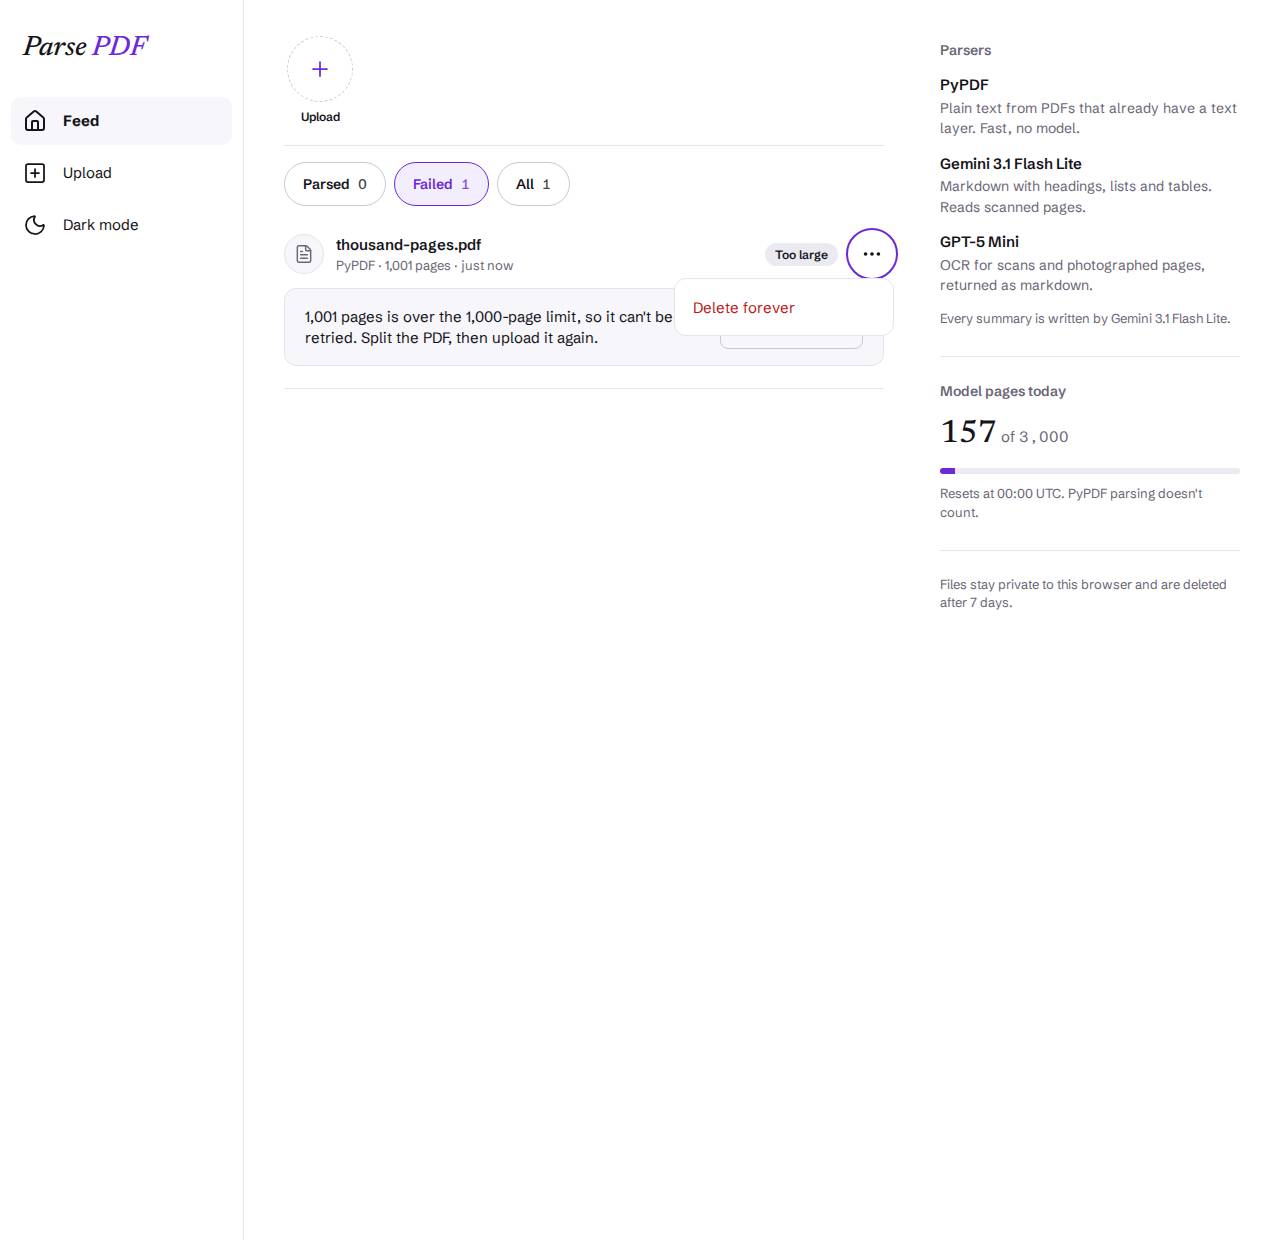 Parse PDF
Feed
Upload
Dark mode
Upload
Parsed 0
Failed 1
All 1
thousand-pages.pdf
PyPDF · 1,001 pages · just now
Too large
Delete forever
1,001 pages is over the 1,000-page limit, so it can't be
retried. Split the PDF, then upload it again.
Parsers
PyPDF
Plain text from PDFs that already have a text
layer. Fast, no model.
Gemini 3.1 Flash Lite
Markdown with headings, lists and tables.
Reads scanned pages.
GPT-5 Mini
OCR for scans and photographed pages,
returned as markdown.
Every summary is written by Gemini 3.1 Flash Lite.
Model pages today
157 of 3,000
Resets at 00:00 UTC. PyPDF parsing doesn't
count.
Files stay private to this browser and are deleted
after 7 days.